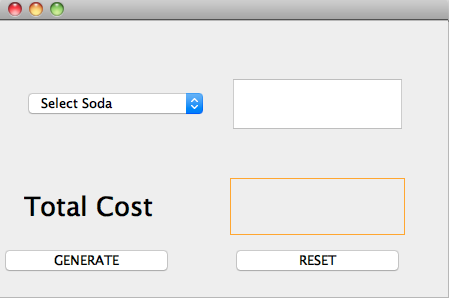 Select Soda
Total Cost
GENERATE
RESET